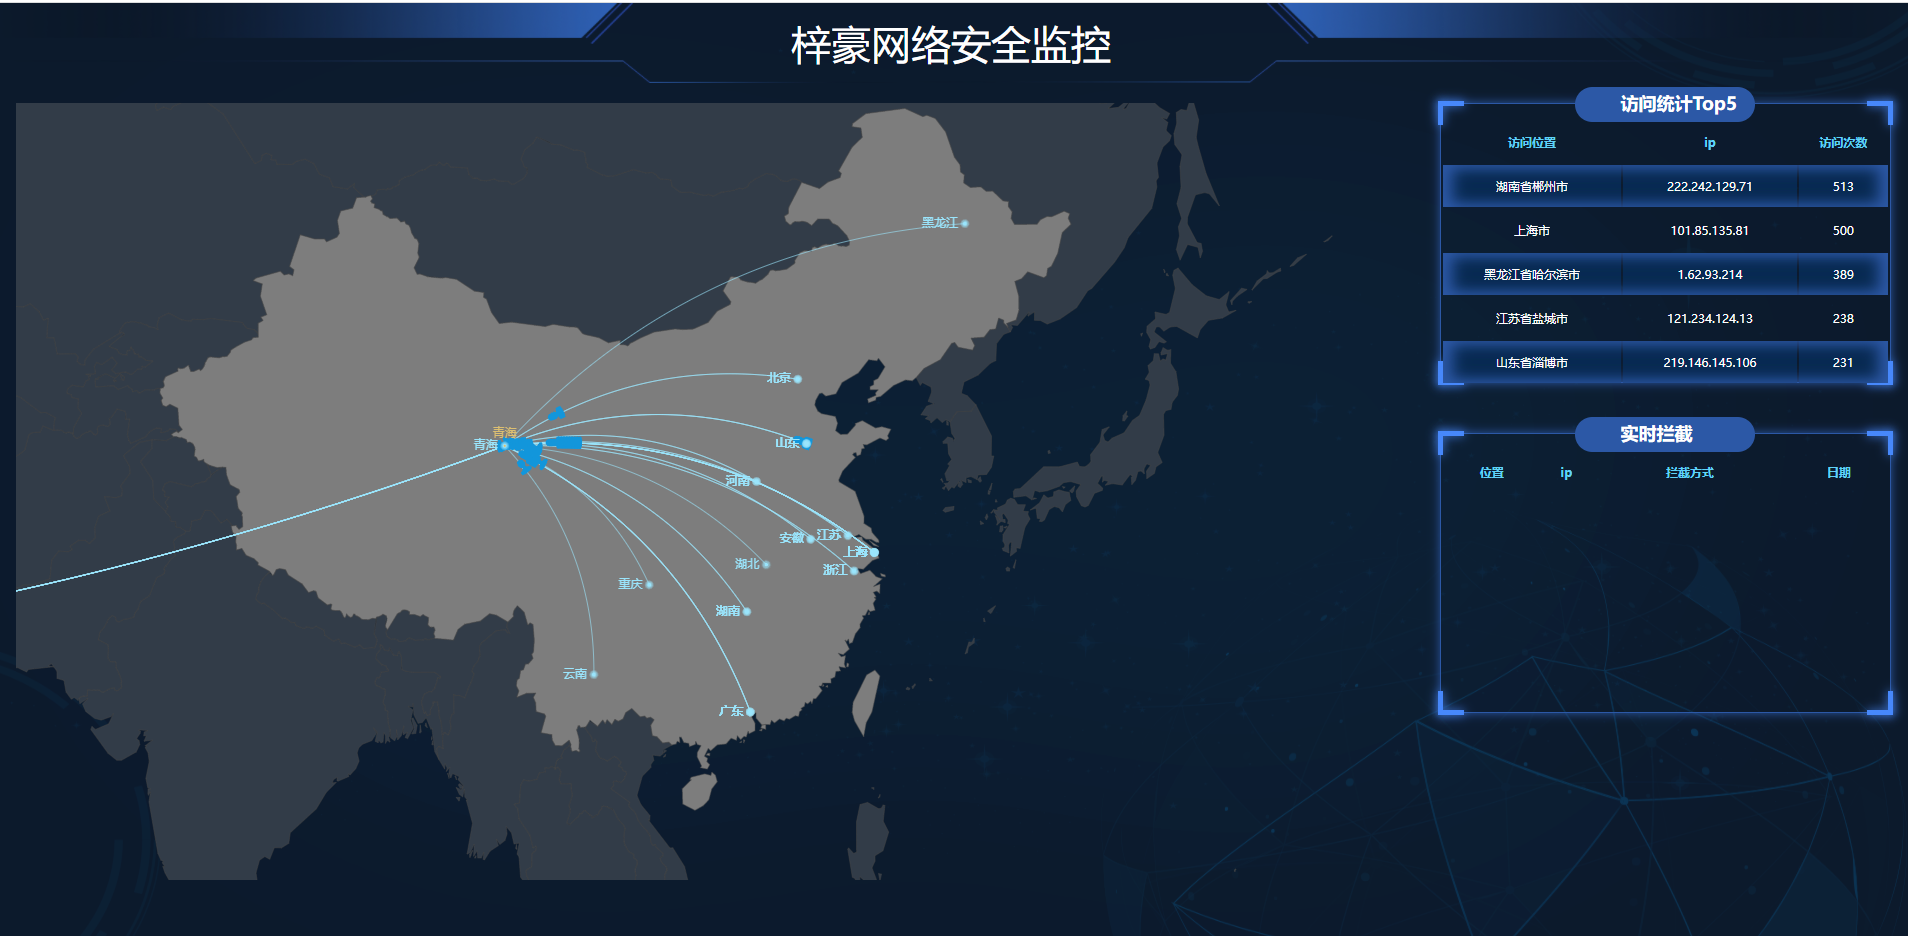 梓豪网络安全监控
访问统计Top5
访问位置 ip 访问次数
湖南省郴州市 222.242.129.71 513
上海市 101.85.135.81 500
黑龙江省哈尔滨市 1.62.93.214 389
江苏省盐城市 121.234.124.13 238
山东省淄博市 219.146.145.106 231
实时拦截
位置 ip 拦截方式 日期
黑龙江
北京
青海
青海
山东
河南
安徽
江苏
上海
浙江
湖北
重庆
湖南
云南
广东